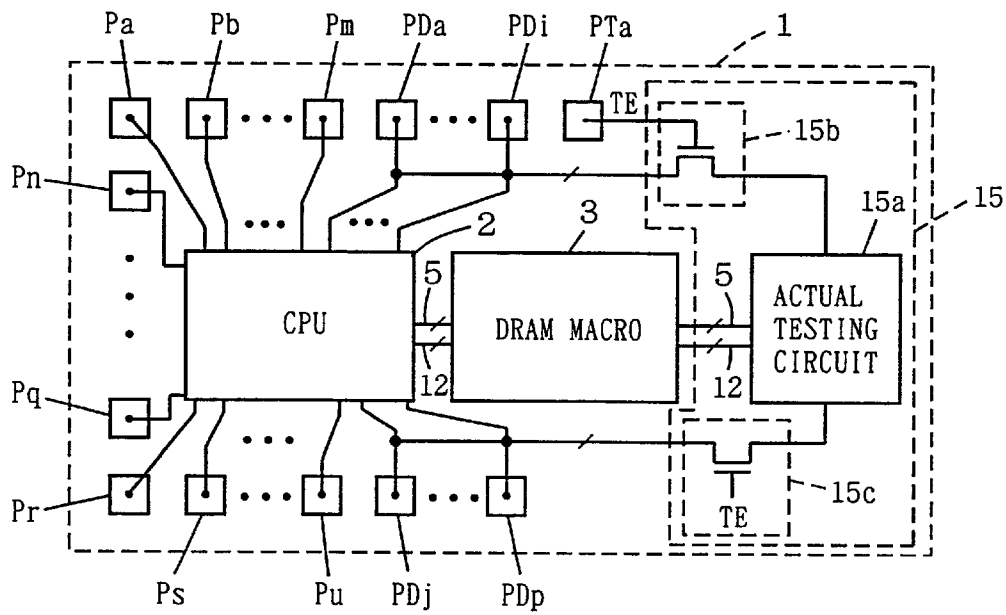 Pa Pb Pm PDa PDi PTa 1
TE
15b
Pn
15a
15
2 3
5 5
CPU DRAM MACRO ACTUAL
TESTING
CIRCUIT
12 12
Pq
Pr 15c
TE
Ps Pu PDj PDp